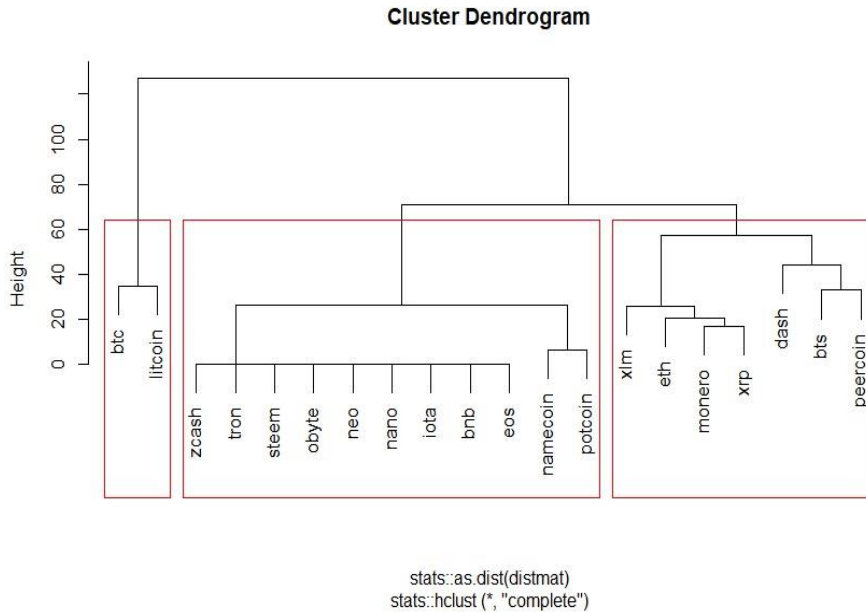 Cluster Dendrogram
Height
0
20
40
60
80
100
btc
litcoin
zcash
tron
steem
obyte
neo
nano
iota
bnb
eos
namecoin
potcoin
xlm
eth
monero
xrp
dash
bts
peercoin
stats::as.dist(distmat)
stats::hclust (*, "complete")